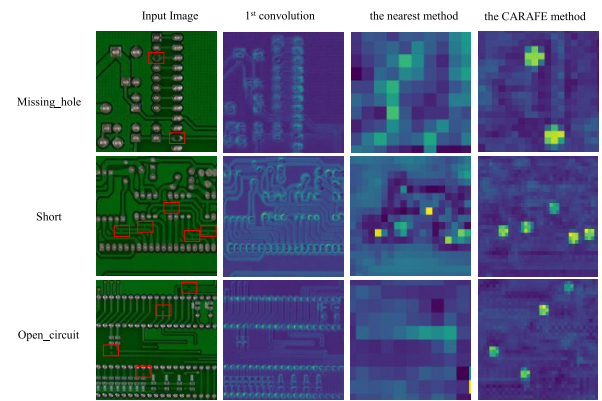 Input Image 1st convolution the nearest method the CARAFE method
Missing_hole
Short
Open_circuit